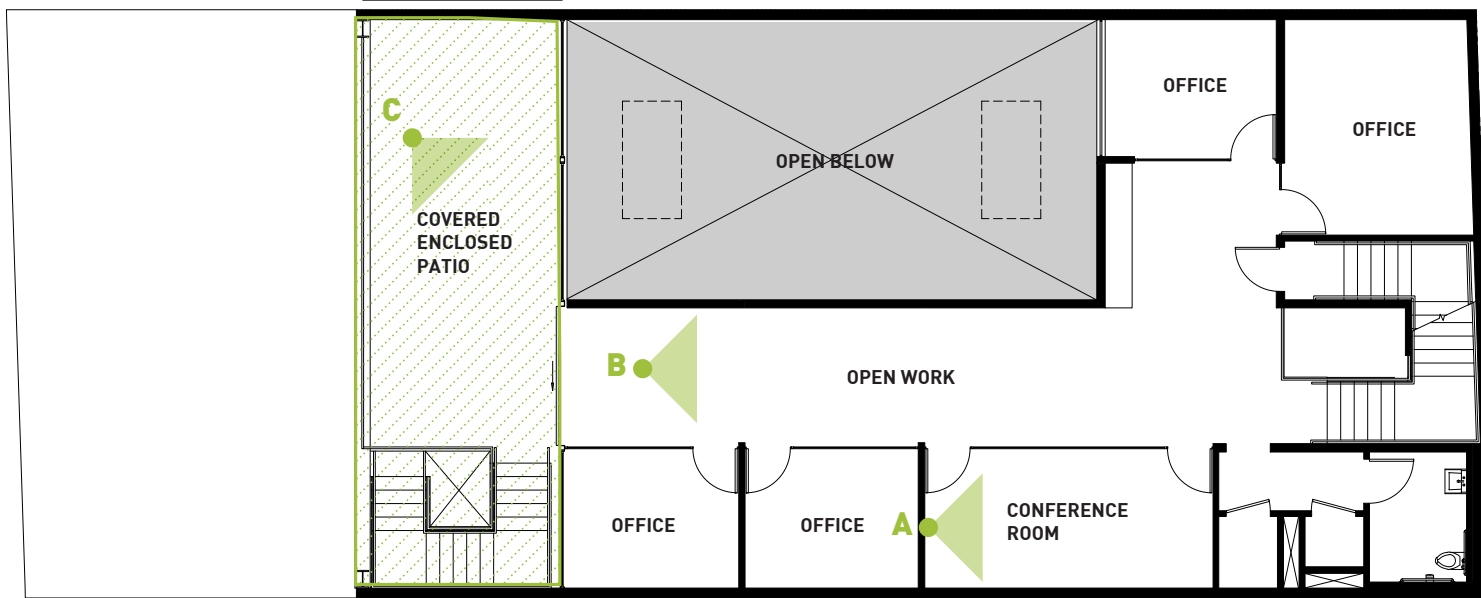 OFFICE
OFFICE
C
OPEN BELOW
COVERED
ENCLOSED
PATIO
B
OPEN WORK
OFFICE
OFFICE
A
CONFERENCE
ROOM